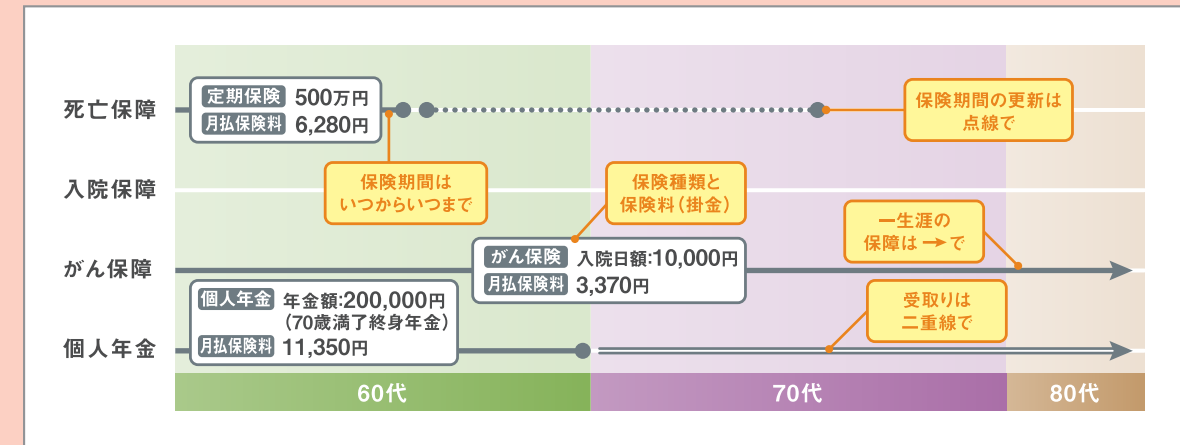 死亡保障
定期保険 500万円
月払保険料 6,280円
保険期間の更新は
点線で
入院保障
保険期間は
いつからいつまで
保険種類と
保険料（掛金）
一生涯の
保障は→で
がん保障
がん保険 入院日額:10,000円
月払保険料 3,370円
個人年金
個人年金 年金額:200,000円
（70歳満了終身年金）
月払保険料 11,350円
受取りは
二重線で
60代
70代
80代